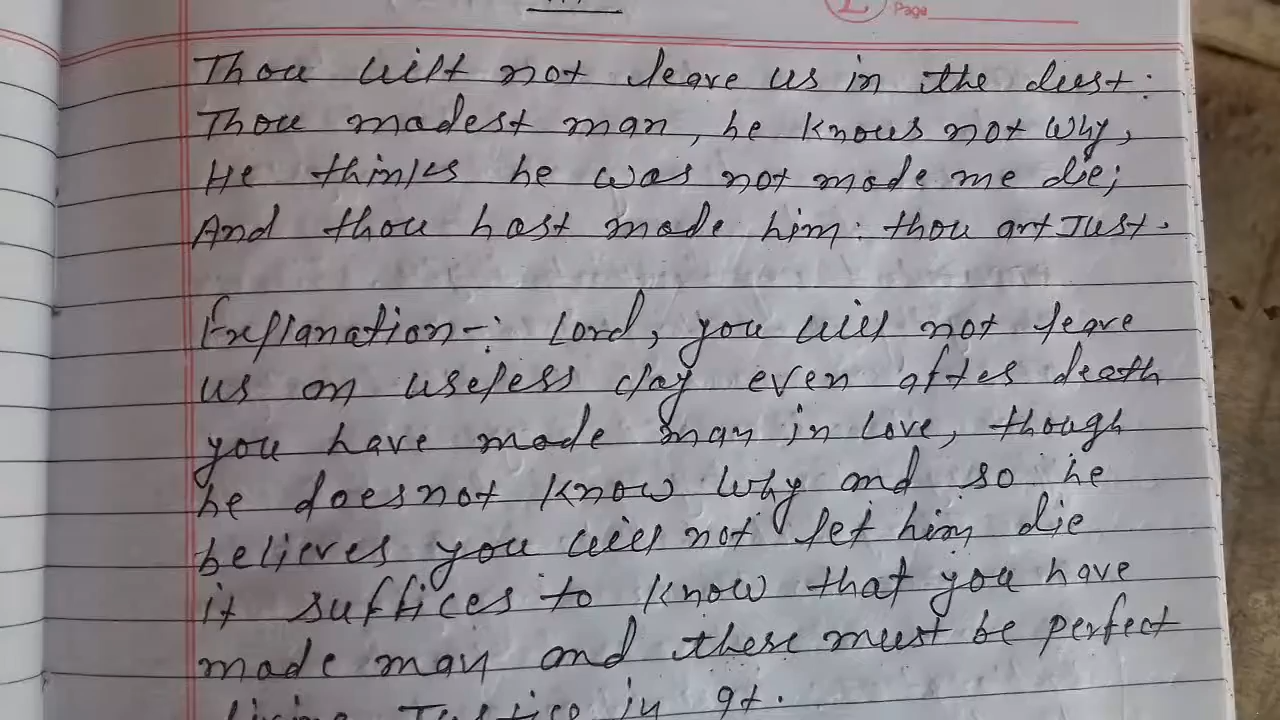 Page
Thou wilt not leave us in the dust:
Thou madest man, he knows not why,
He thinks he was not made me die;
And thou hast made him: thou art Just.
Explanation-: Lord, you will not leave
us on useless clay even after death
you have made man in love, though
he does not know why and so he
believes you will not let him die
it suffices to know that you have
made man and there must be perfect
Justice in it.